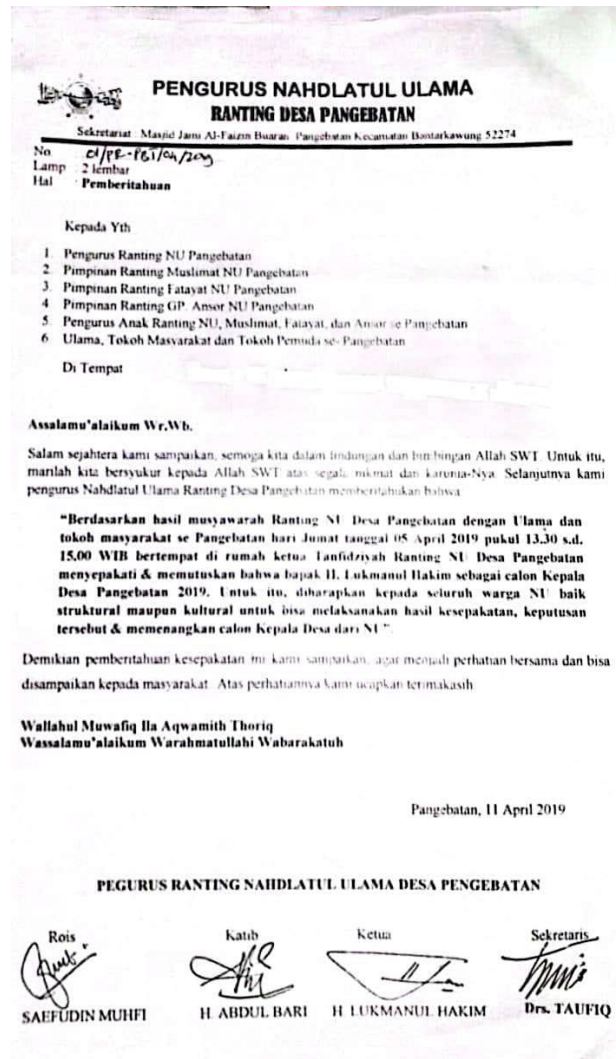 PENGURUS NAHDLATUL ULAMA
RANTING DESA PANGEBATAN
Sekretariat : Masjid Jami Al-Faizin Buaran Pangebatan Kecamatan Bantarkawung 52274
No : 01/PR-PBT/04/2019
Lamp : 2 lembar
Hal : Pemberitahuan
Kepada Yth
1. Pengurus Ranting NU Pangebatan
2. Pimpinan Ranting Muslimat NU Pangebatan
3. Pimpinan Ranting Fatayat NU Pangebatan
4. Pimpinan Ranting GP. Ansor NU Pangebatan
5. Pengurus Anak Ranting NU, Muslimat, Fatayat, dan Ansor se Pangebatan
6. Ulama, Tokoh Masyarakat dan Tokoh Pemuda se- Pangebatan
Di Tempat
Assalamu'alaikum Wr.Wb.
Salam sejahtera kami sampaikan, semoga kita dalam lindungan dan bimbingan Allah SWT. Untuk itu,
marilah kita bersyukur kepada Allah SWT atas segala nikmat dan karunia-Nya. Selanjutnya kami
pengurus Nahdlatul Ulama Ranting Desa Pangebatan memberitahukan bahwa
"Berdasarkan hasil musyawarah Ranting NU Desa Pangebatan dengan Ulama dan
tokoh masyarakat se Pangebatan hari Jumat tanggal 05 April 2019 pukul 13.30 s.d.
15.00 WIB bertempat di rumah ketua Tanfidziyah Ranting NU Desa Pangebatan
menyepakati & memutuskan bahwa bapak H. Lukmanul Hakim sebagai calon Kepala
Desa Pangebatan 2019. Untuk itu, diharapkan kepada seluruh warga NU baik
struktural maupun kultural untuk bisa melaksanakan hasil kesepakatan, keputusan
tersebut & memenangkan calon Kepala Desa dari NU".
Demikian pemberitahuan kesepakatan ini kami sampaikan, agar menjadi perhatian bersama dan bisa
disampaikan kepada masyarakat. Atas perhatiannya kami ucapkan terimakasih
Wallahul Muwafiq Ila Aqwamith Thoriq
Wassalamu'alaikum Warahmatullahi Wabarakatuh
Pangebatan, 11 April 2019
PEGURUS RANTING NAHDLATUL ULAMA DESA PENGEBATAN
Rois Katib Ketua Sekretaris
SAEFUDIN MUHFI H. ABDUL BARI H. LUKMANUL HAKIM Drs. TAUFIQ